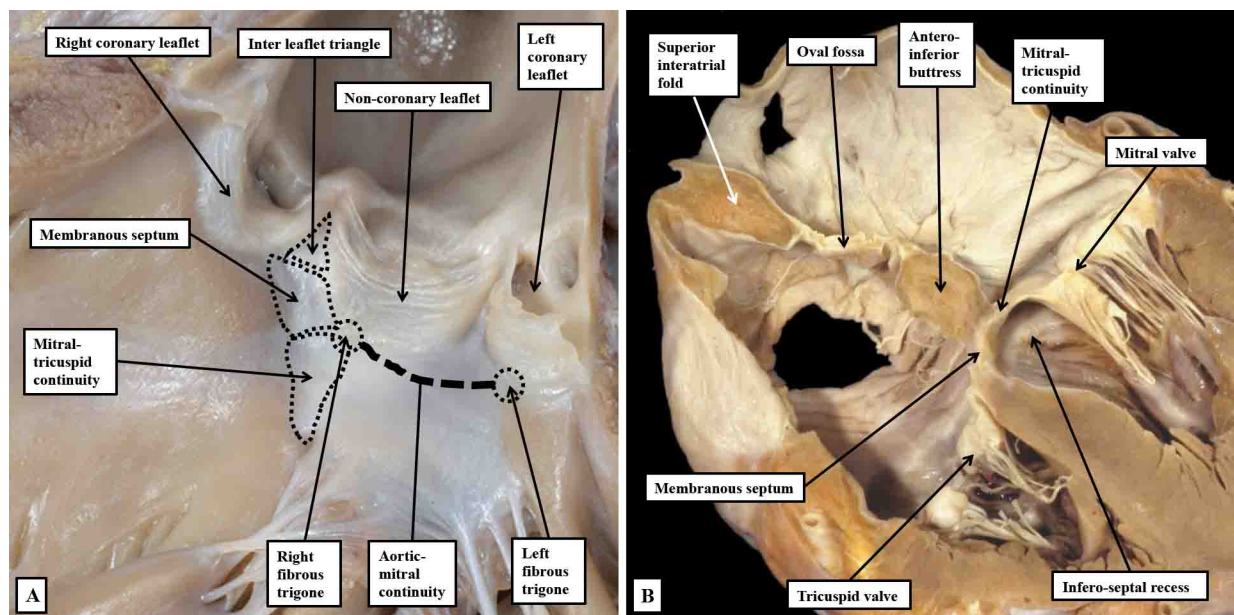 Right coronary leaflet
Inter leaflet triangle
Left
coronary
leaflet
Non-coronary leaflet
Membranous septum
Mitral-
tricuspid
continuity
Right
fibrous
trigone
Aortic-
mitral
continuity
Left
fibrous
trigone
A
Superior
interatrial
fold
Oval fossa
Antero-
inferior
buttress
Mitral-
tricuspid
continuity
Mitral valve
Membranous septum
Tricuspid valve
Infero-septal recess
B